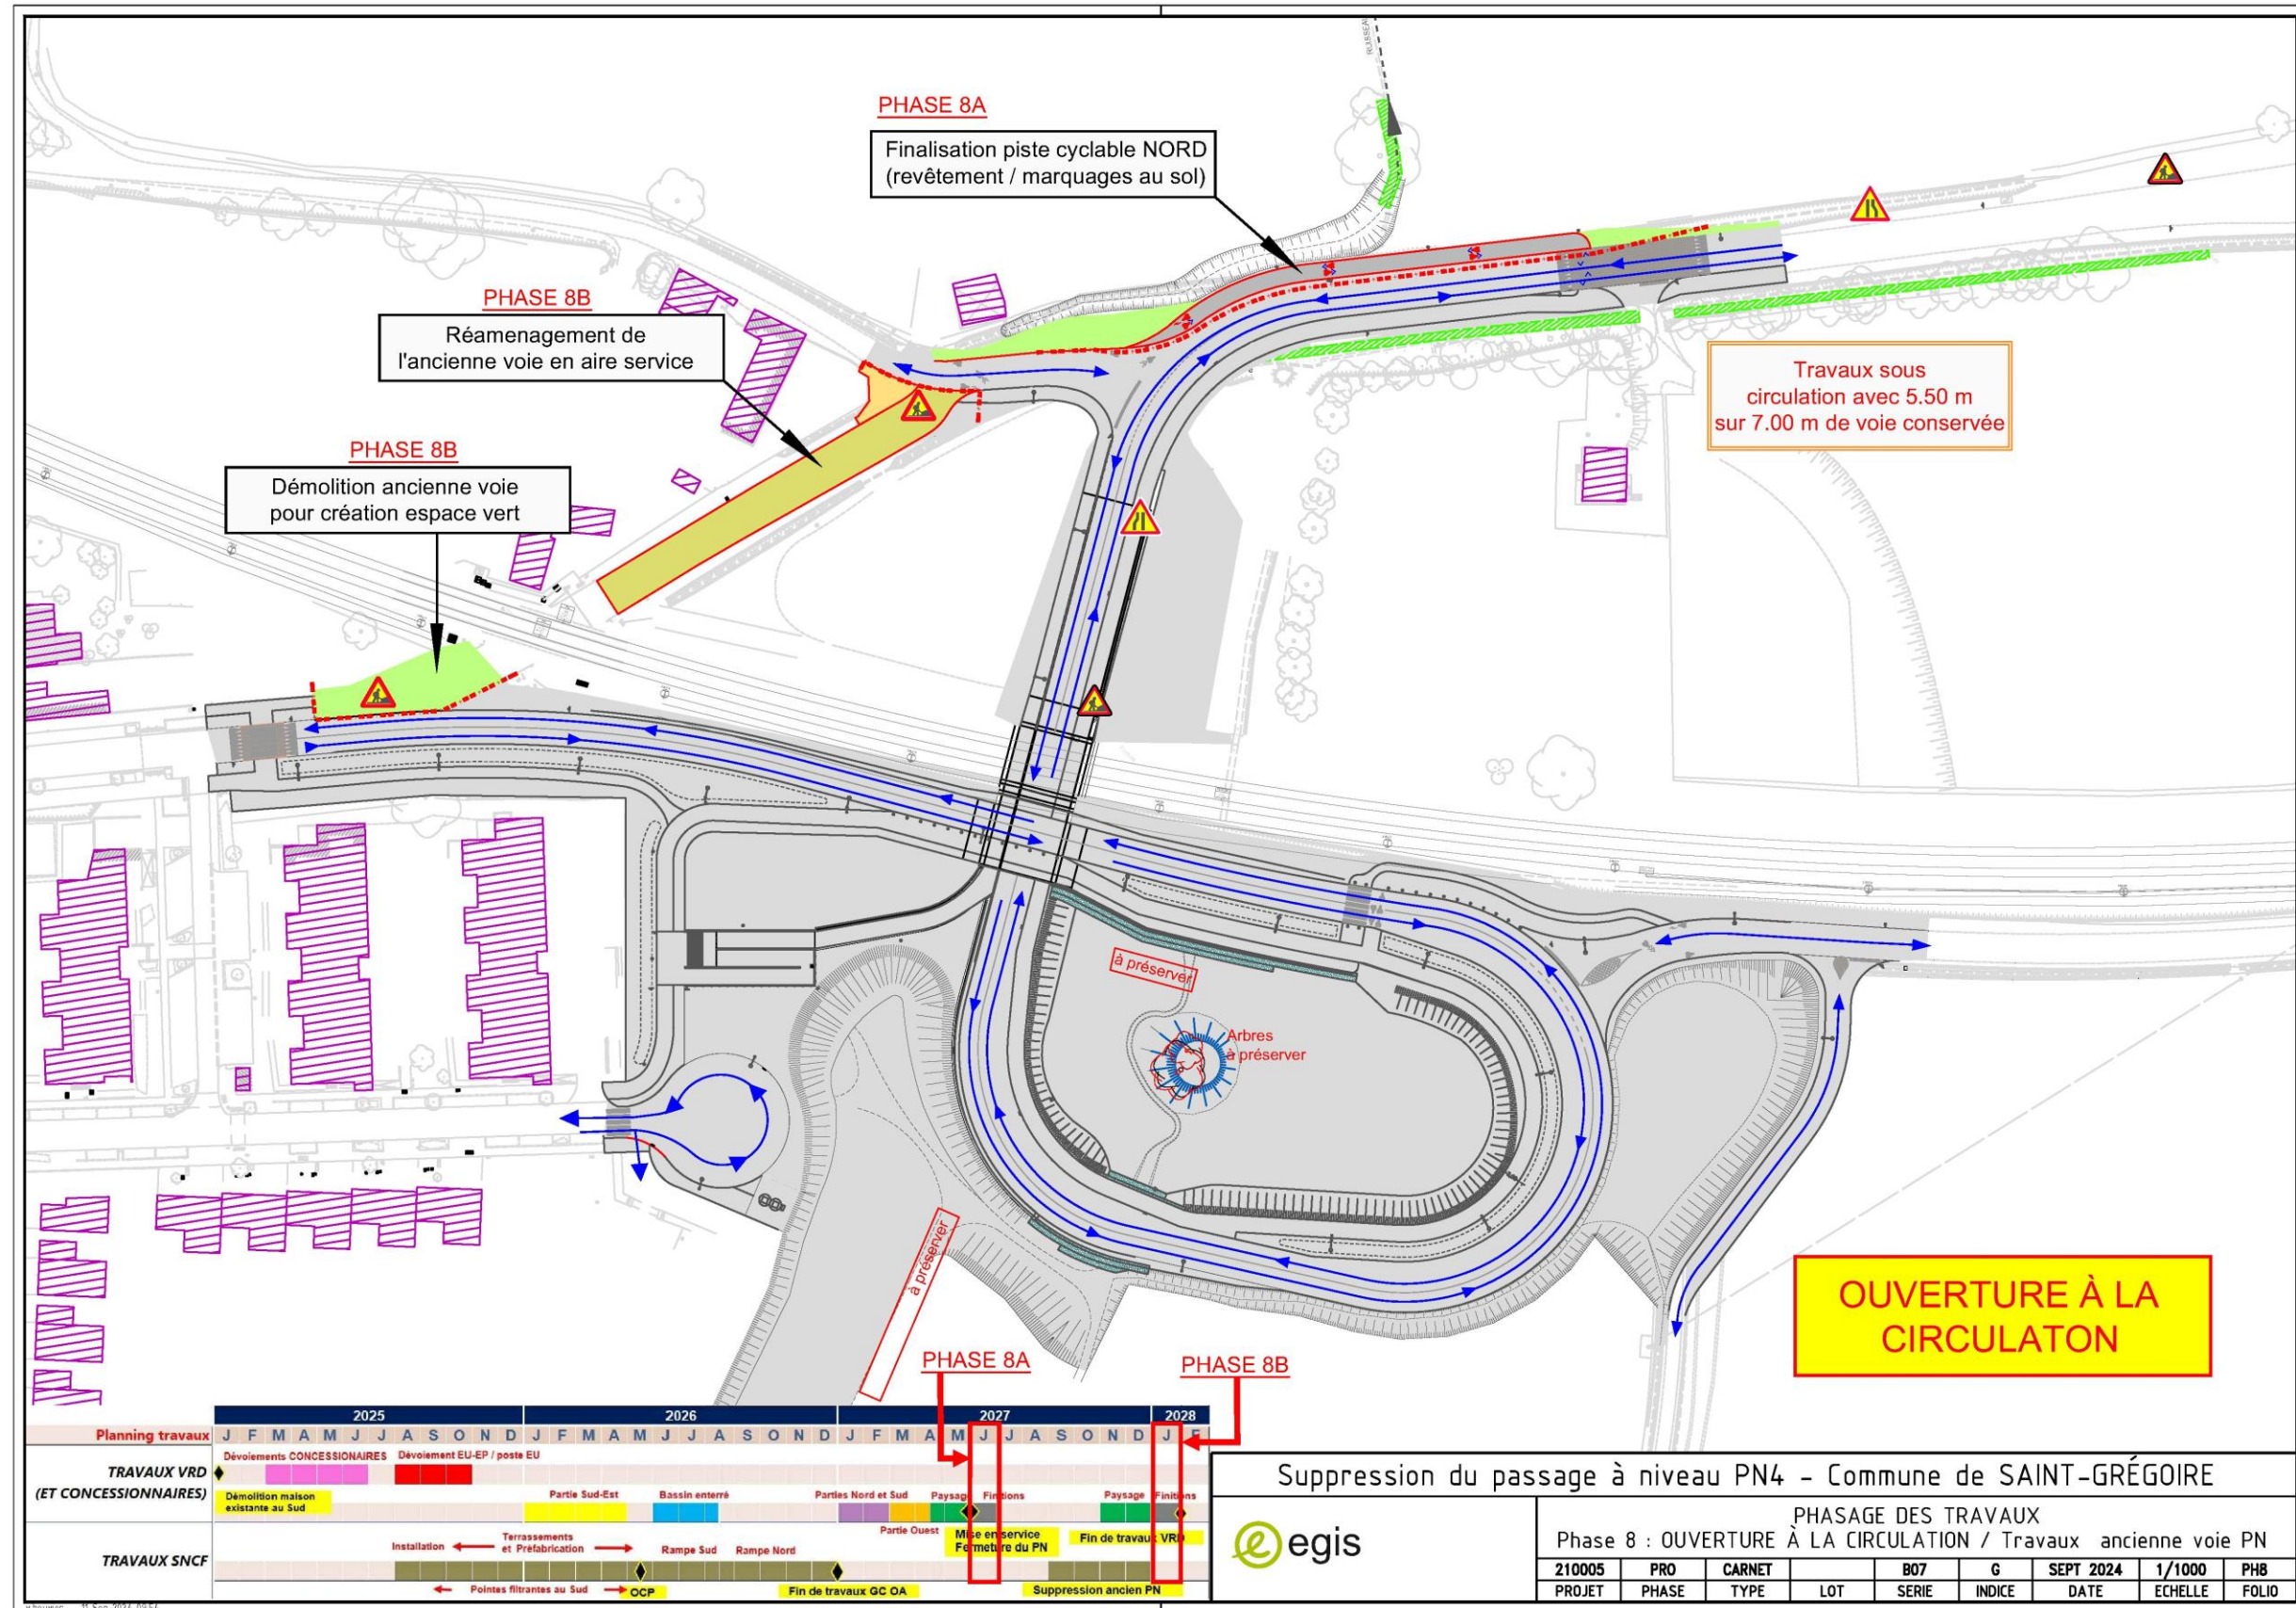 RUISSEAU
PHASE 8A
Finalisation piste cyclable NORD
(revêtement / marquages au sol)
PHASE 8B
Réamenagement de
l'ancienne voie en aire service
PHASE 8B
Démolition ancienne voie
pour création espace vert
Travaux sous
circulation avec 5.50 m
sur 7.00 m de voie conservée
à préserver
Arbres
à préserver
à préserver
OUVERTURE À LA
CIRCULATON
PHASE 8A
PHASE 8B
2025 2026 2027 2028
Planning travaux J F M A M J J A S O N D J F M A M J J A S O N D J F M A M J J A S O N D J F
Dévoiements CONCESSIONAIRES Dévoiement EU-EP / poste EU
TRAVAUX VRD
(ET CONCESSIONNAIRES)
Démolition maison
existante au Sud
Partie Sud-Est Bassin enterré Parties Nord et Sud Paysage Finitions Paysage Finitions
Partie Ouest Mise en service
Fermeture du PN
Fin de travaux VRD
TRAVAUX SNCF
Installation Terrassements
et Préfabrication
Rampe Sud Rampe Nord
Pointes filtrantes au Sud OCP Fin de travaux GC OA Suppression ancien PN
Suppression du passage à niveau PN4 - Commune de SAINT-GRÉGOIRE
egis
PHASAGE DES TRAVAUX
Phase 8 : OUVERTURE À LA CIRCULATION / Travaux ancienne voie PN
210005 PRO CARNET B07 G SEPT 2024 1/1000 PH8
PROJET PHASE TYPE LOT SERIE INDICE DATE ECHELLE FOLIO